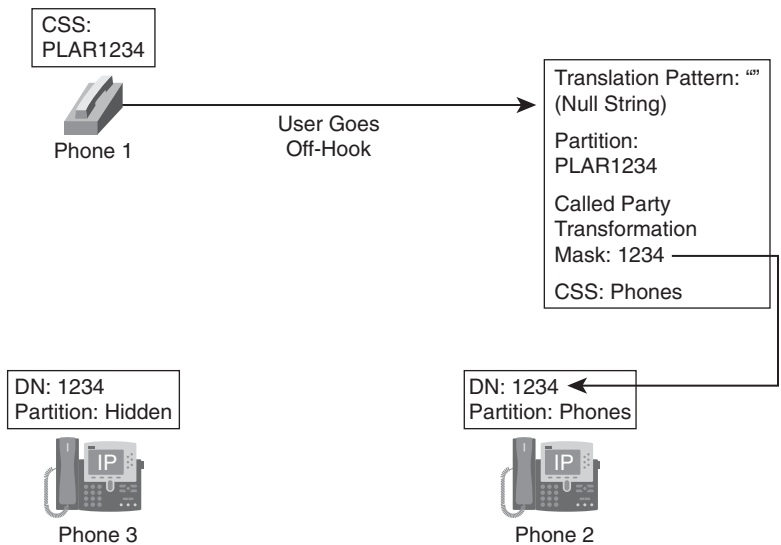 CSS:
PLAR1234
Phone 1
User Goes
Off-Hook
Translation Pattern: “”
(Null String)
Partition:
PLAR1234
Called Party
Transformation
Mask: 1234
CSS: Phones
DN: 1234
Partition: Hidden
IP
Phone 3
DN: 1234
Partition: Phones
IP
Phone 2